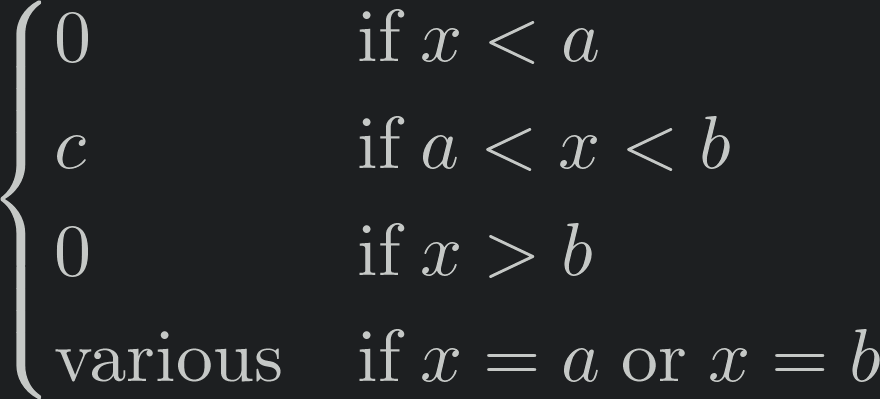 0 if x < a
c if a < x < b
0 if x > b
various if x = a or x = b